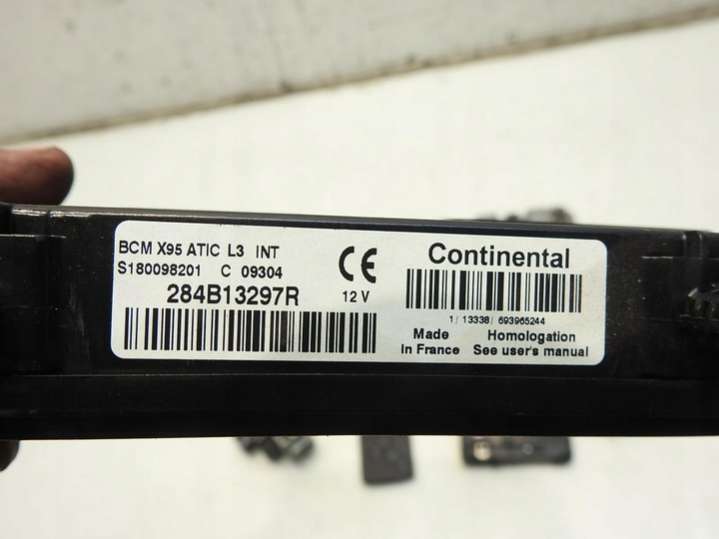 BCM X95 ATIC L3 INT
S180098201 C 09304
284B13297R
CE
12 V
Continental
1/ 13338/ 693965244
Made
In France
Homologation
See user's manual